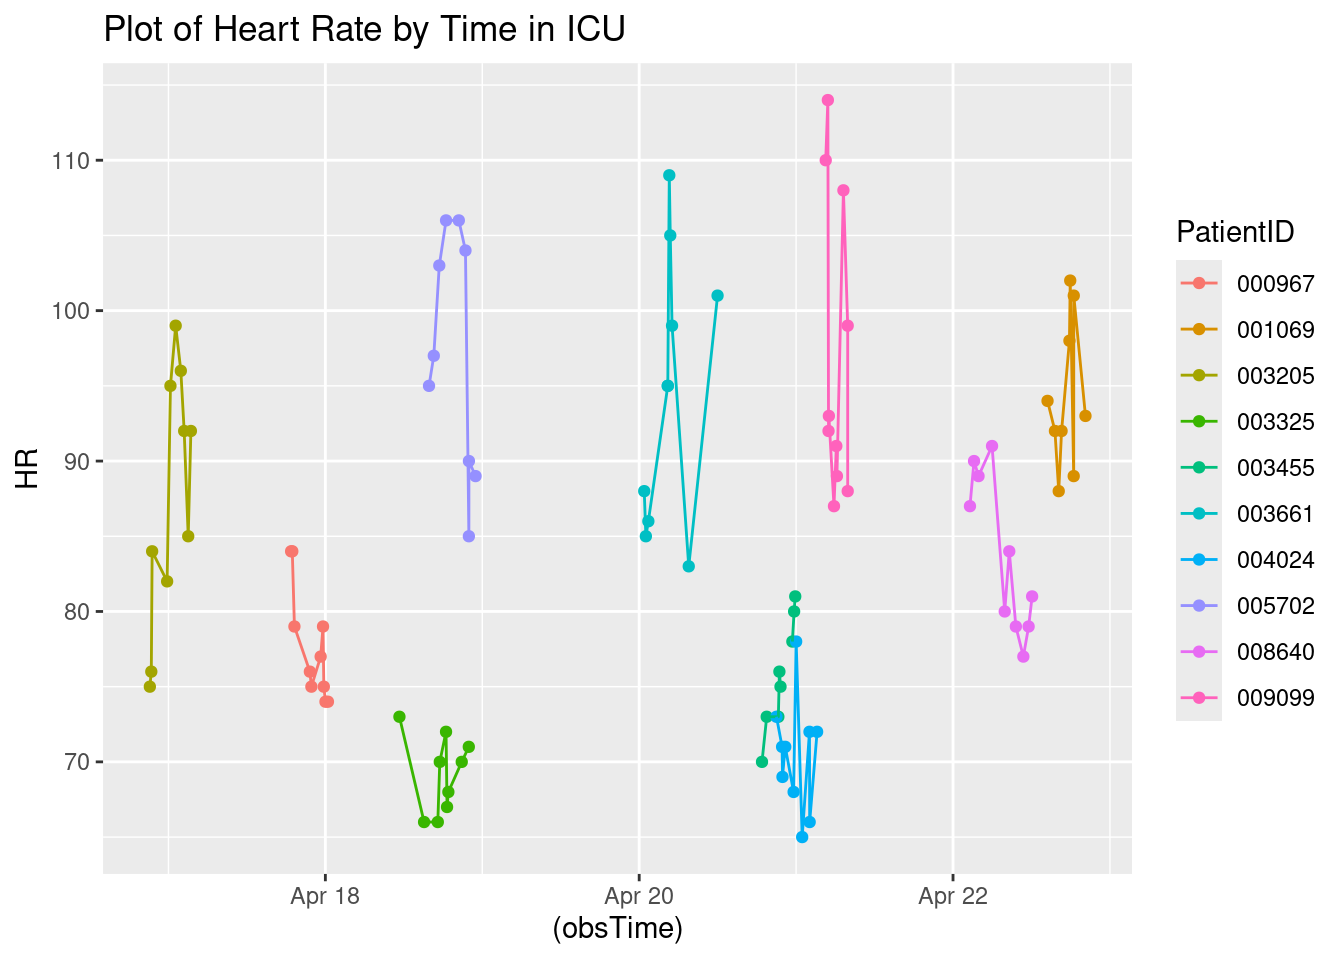 Plot of Heart Rate by Time in ICU
110
100
90
80
70
HR
Apr 18
Apr 20
Apr 22
(obsTime)
PatientID
000967
001069
003205
003325
003455
003661
004024
005702
008640
009099